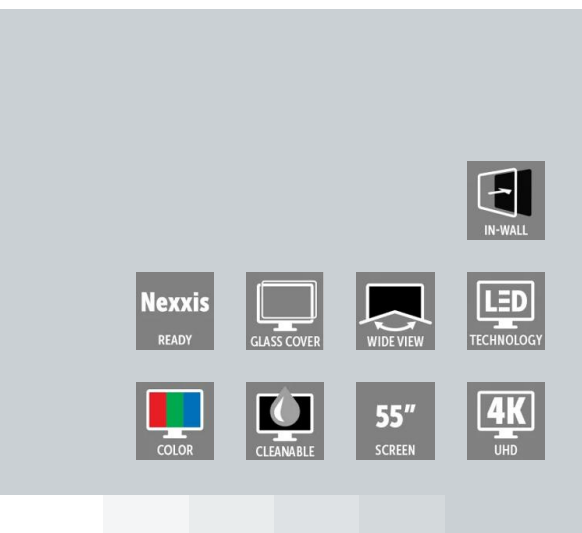 IN-WALL
Nexxis
READY
GLASS COVER
WIDE VIEW
LED
TECHNOLOGY
COLOR
CLEANABLE
55"
SCREEN
4K
UHD